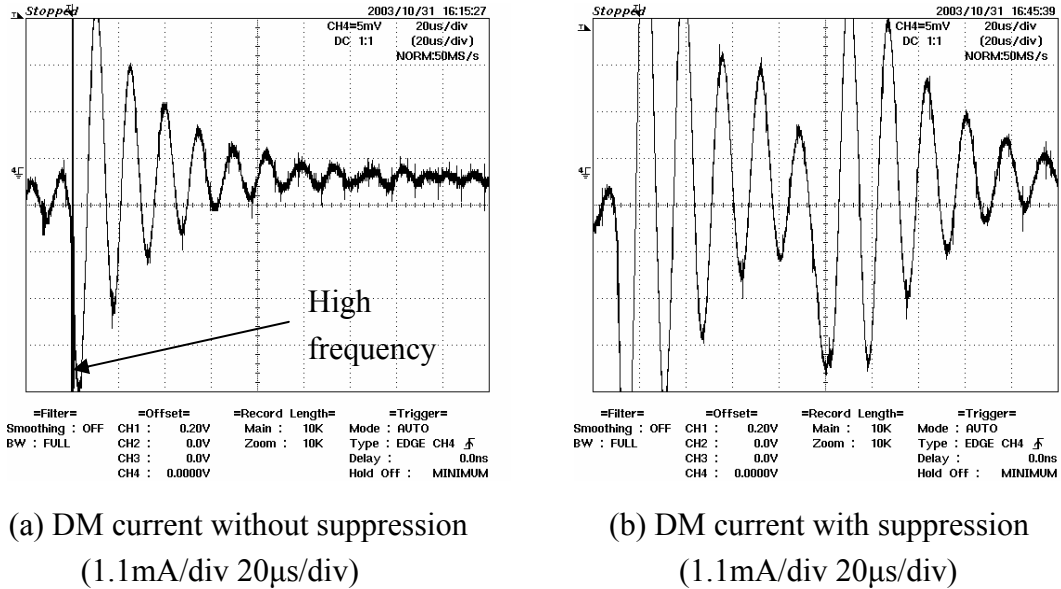 Stopped
2003/10/31 16:15:27
CH4=5mV 20us/div
DC 1:1 (20us/div)
NORM:50MS/s
High
frequency
=Filter= =Offset= =Record Length= =Trigger=
Smoothing : OFF CH1 : 0.20V Main : 10K Mode : AUTO
BW : FULL CH2 : 0.0V Zoom : 10K Type : EDGE CH4
CH3 : 0.0V Delay : 0.0ns
CH4 : 0.0000V Hold Off : MINIMUM
(a) DM current without suppression
(1.1mA/div 20μs/div)
Stopped
2003/10/31 16:45:39
CH4=5mV 20us/div
DC 1:1 (20us/div)
NORM:50MS/s
=Filter= =Offset= =Record Length= =Trigger=
Smoothing : OFF CH1 : 0.20V Main : 10K Mode : AUTO
BW : FULL CH2 : 0.0V Zoom : 10K Type : EDGE CH4
CH3 : 0.0V Delay : 0.0ns
CH4 : 0.0000V Hold Off : MINIMUM
(b) DM current with suppression
(1.1mA/div 20μs/div)